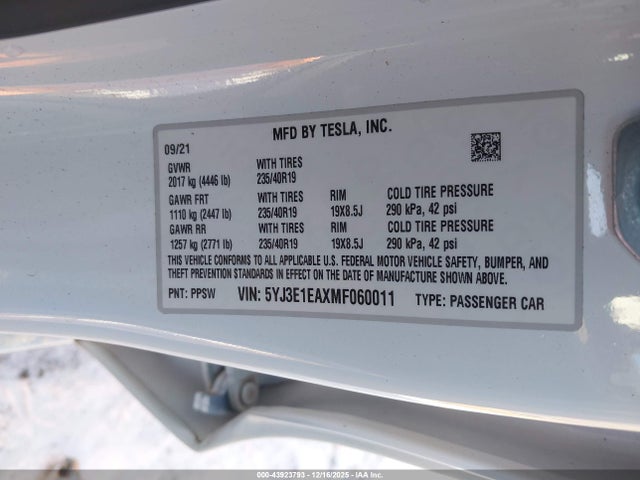 MFD BY TESLA, INC.
09/21
GVWR WITH TIRES
2017 kg (4446 lb) 235/40R19
GAWR FRT WITH TIRES RIM COLD TIRE PRESSURE
1110 kg (2447 lb) 235/40R19 19X8.5J 290 kPa, 42 psi
GAWR RR WITH TIRES RIM COLD TIRE PRESSURE
1257 kg (2771 lb) 235/40R19 19X8.5J 290 kPa, 42 psi
THIS VEHICLE CONFORMS TO ALL APPLICABLE U.S. FEDERAL MOTOR VEHICLE SAFETY, BUMPER, AND
THEFT PREVENTION STANDARDS IN EFFECT ON THE DATE OF MANUFACTURE SHOWN ABOVE.
PNT: PPSW VIN: 5YJ3E1EAXMF060011 TYPE: PASSENGER CAR
000-43923793 - 12/16/2025 - IAA, Inc.